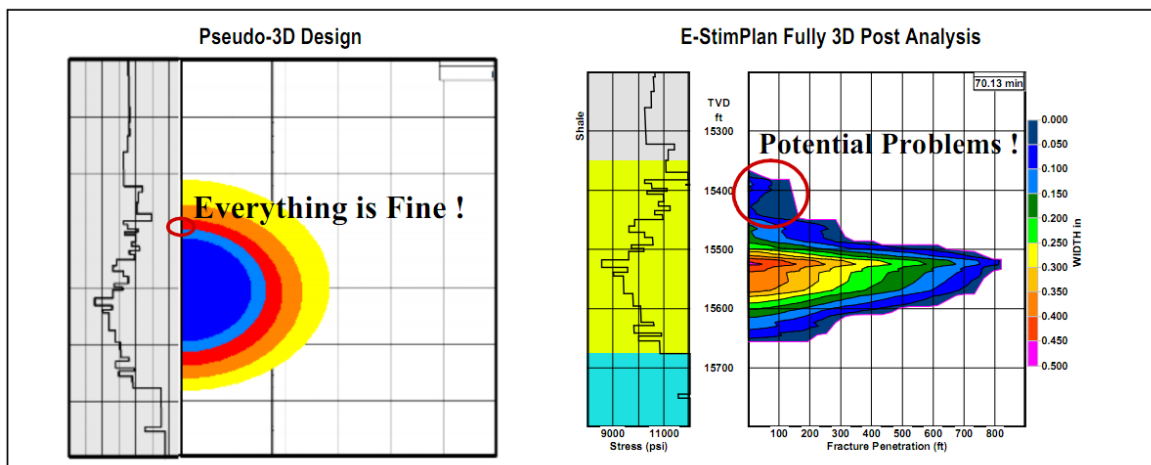 Pseudo-3D Design
E-StimPlan Fully 3D Post Analysis
Everything is Fine !
Shale
TVD
ft
15300
15400
15500
15600
15700
9000 11000
Stress (psi)
70.13 min
Potential Problems !
100 200 300 400 500 600 700 800
Fracture Penetration (ft)
0.000
0.050
0.100
0.150
0.200
0.250
0.300
0.350
0.400
0.450
0.500
WIDTH in